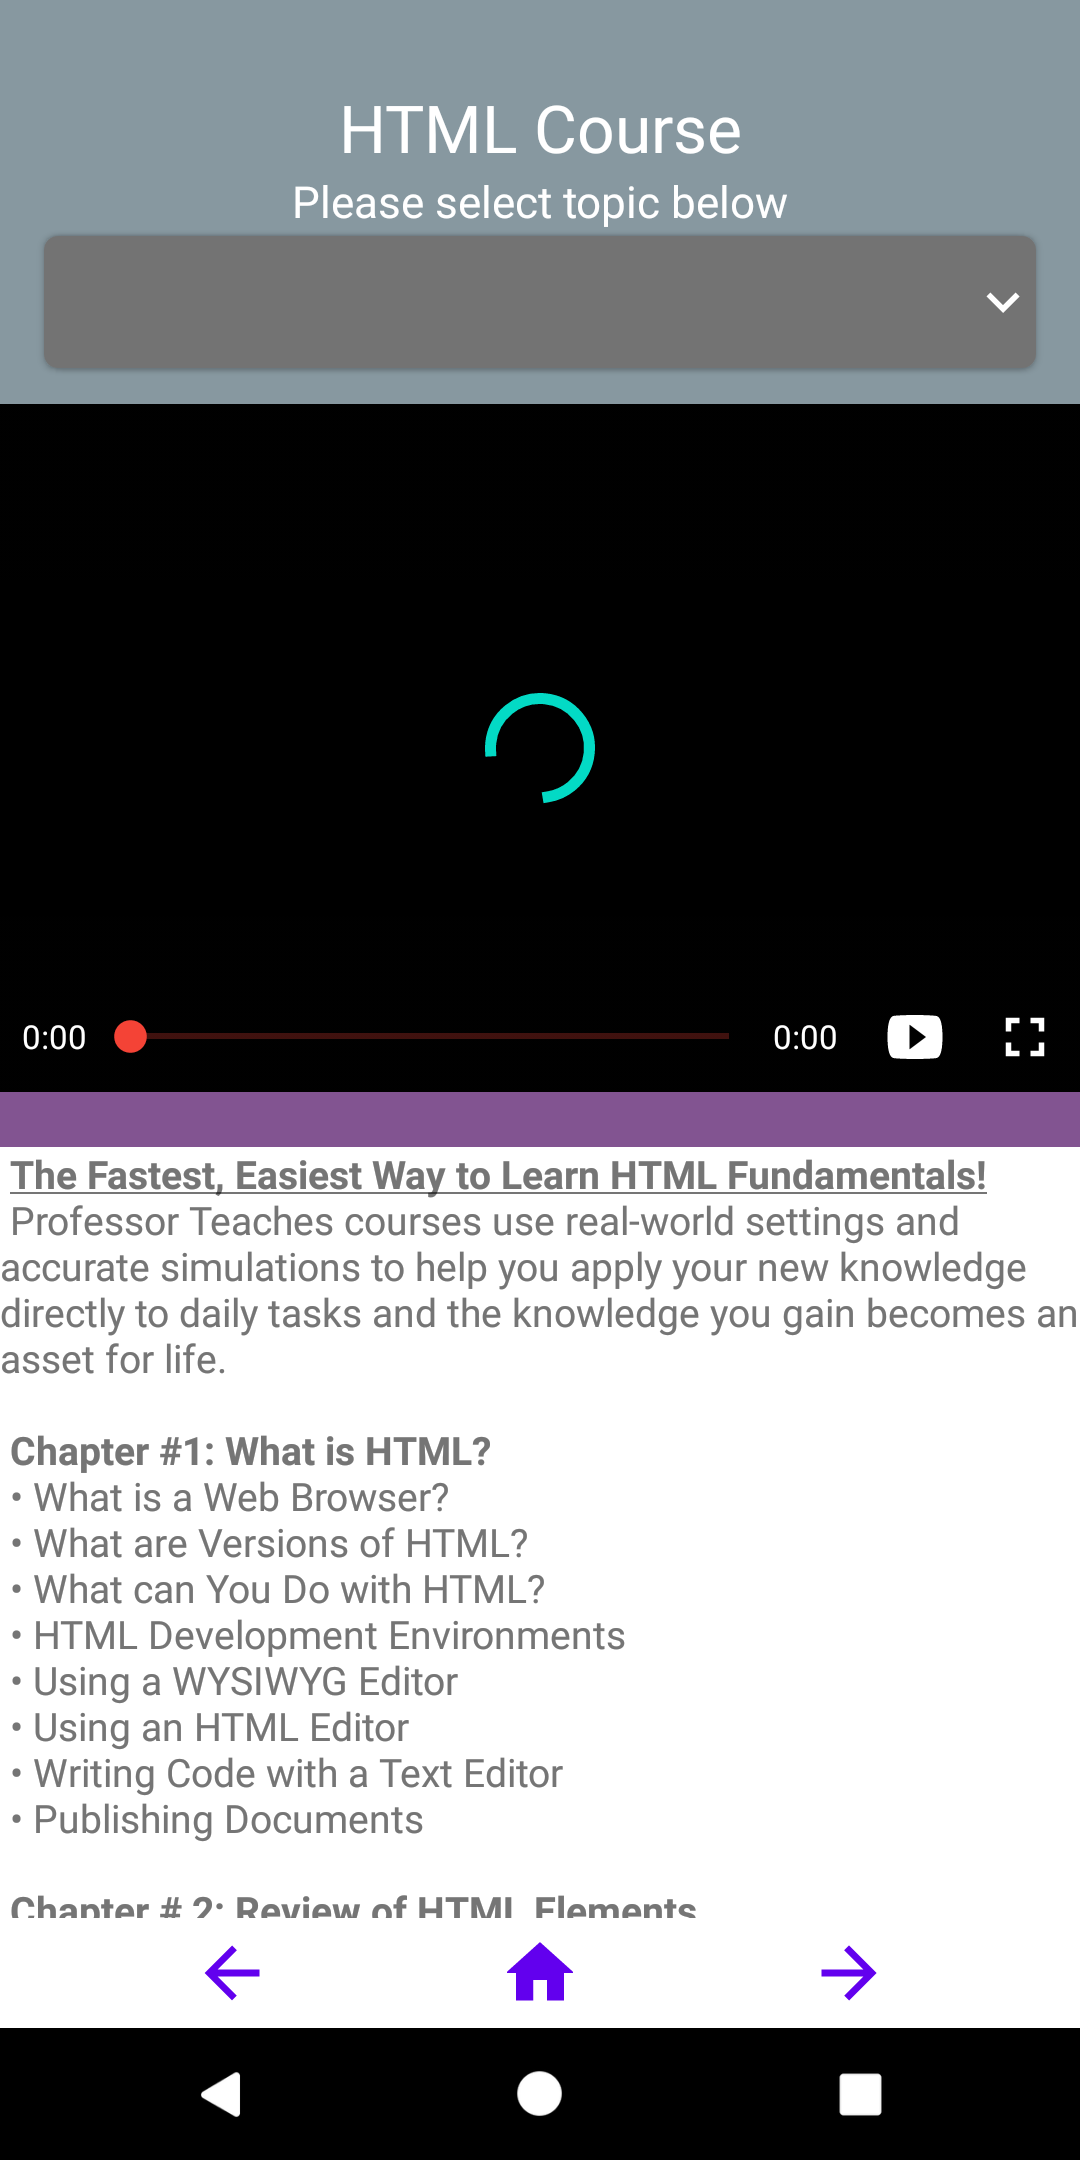 HTML Course
Please select topic below
0:00
0:00
The Fastest, Easiest Way to Learn HTML Fundamentals!
Professor Teaches courses use real-world settings and
accurate simulations to help you apply your new knowledge
directly to daily tasks and the knowledge you gain becomes an
asset for life.
Chapter #1: What is HTML?
• What is a Web Browser?
• What are Versions of HTML?
• What can You Do with HTML?
• HTML Development Environments
• Using a WYSIWYG Editor
• Using an HTML Editor
• Writing Code with a Text Editor
• Publishing Documents
Chapter # 2: Review of HTML Elements